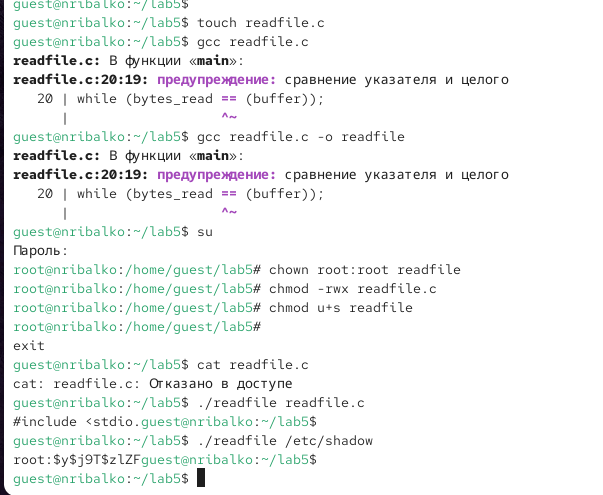 guest@nribalko:~/lab5$
guest@nribalko:~/lab5$ touch readfile.c
guest@nribalko:~/lab5$ gcc readfile.c
readfile.c: В функции «main»:
readfile.c:20:19: предупреждение: сравнение указателя и целого
   20 | while (bytes_read == (buffer));
      |                   ^~
guest@nribalko:~/lab5$ gcc readfile.c -o readfile
readfile.c: В функции «main»:
readfile.c:20:19: предупреждение: сравнение указателя и целого
   20 | while (bytes_read == (buffer));
      |                   ^~
guest@nribalko:~/lab5$ su
Пароль:
root@nribalko:/home/guest/lab5# chown root:root readfile
root@nribalko:/home/guest/lab5# chmod -rwx readfile.c
root@nribalko:/home/guest/lab5# chmod u+s readfile
root@nribalko:/home/guest/lab5#
exit
guest@nribalko:~/lab5$ cat readfile.c
cat: readfile.c: Отказано в доступе
guest@nribalko:~/lab5$ ./readfile readfile.c
#include <stdio.guest@nribalko:~/lab5$
guest@nribalko:~/lab5$ ./readfile /etc/shadow
root:$y$j9T$zlZFguest@nribalko:~/lab5$
guest@nribalko:~/lab5$